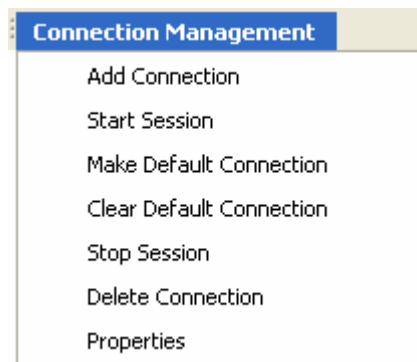 Connection Management
Add Connection
Start Session
Make Default Connection
Clear Default Connection
Stop Session
Delete Connection
Properties